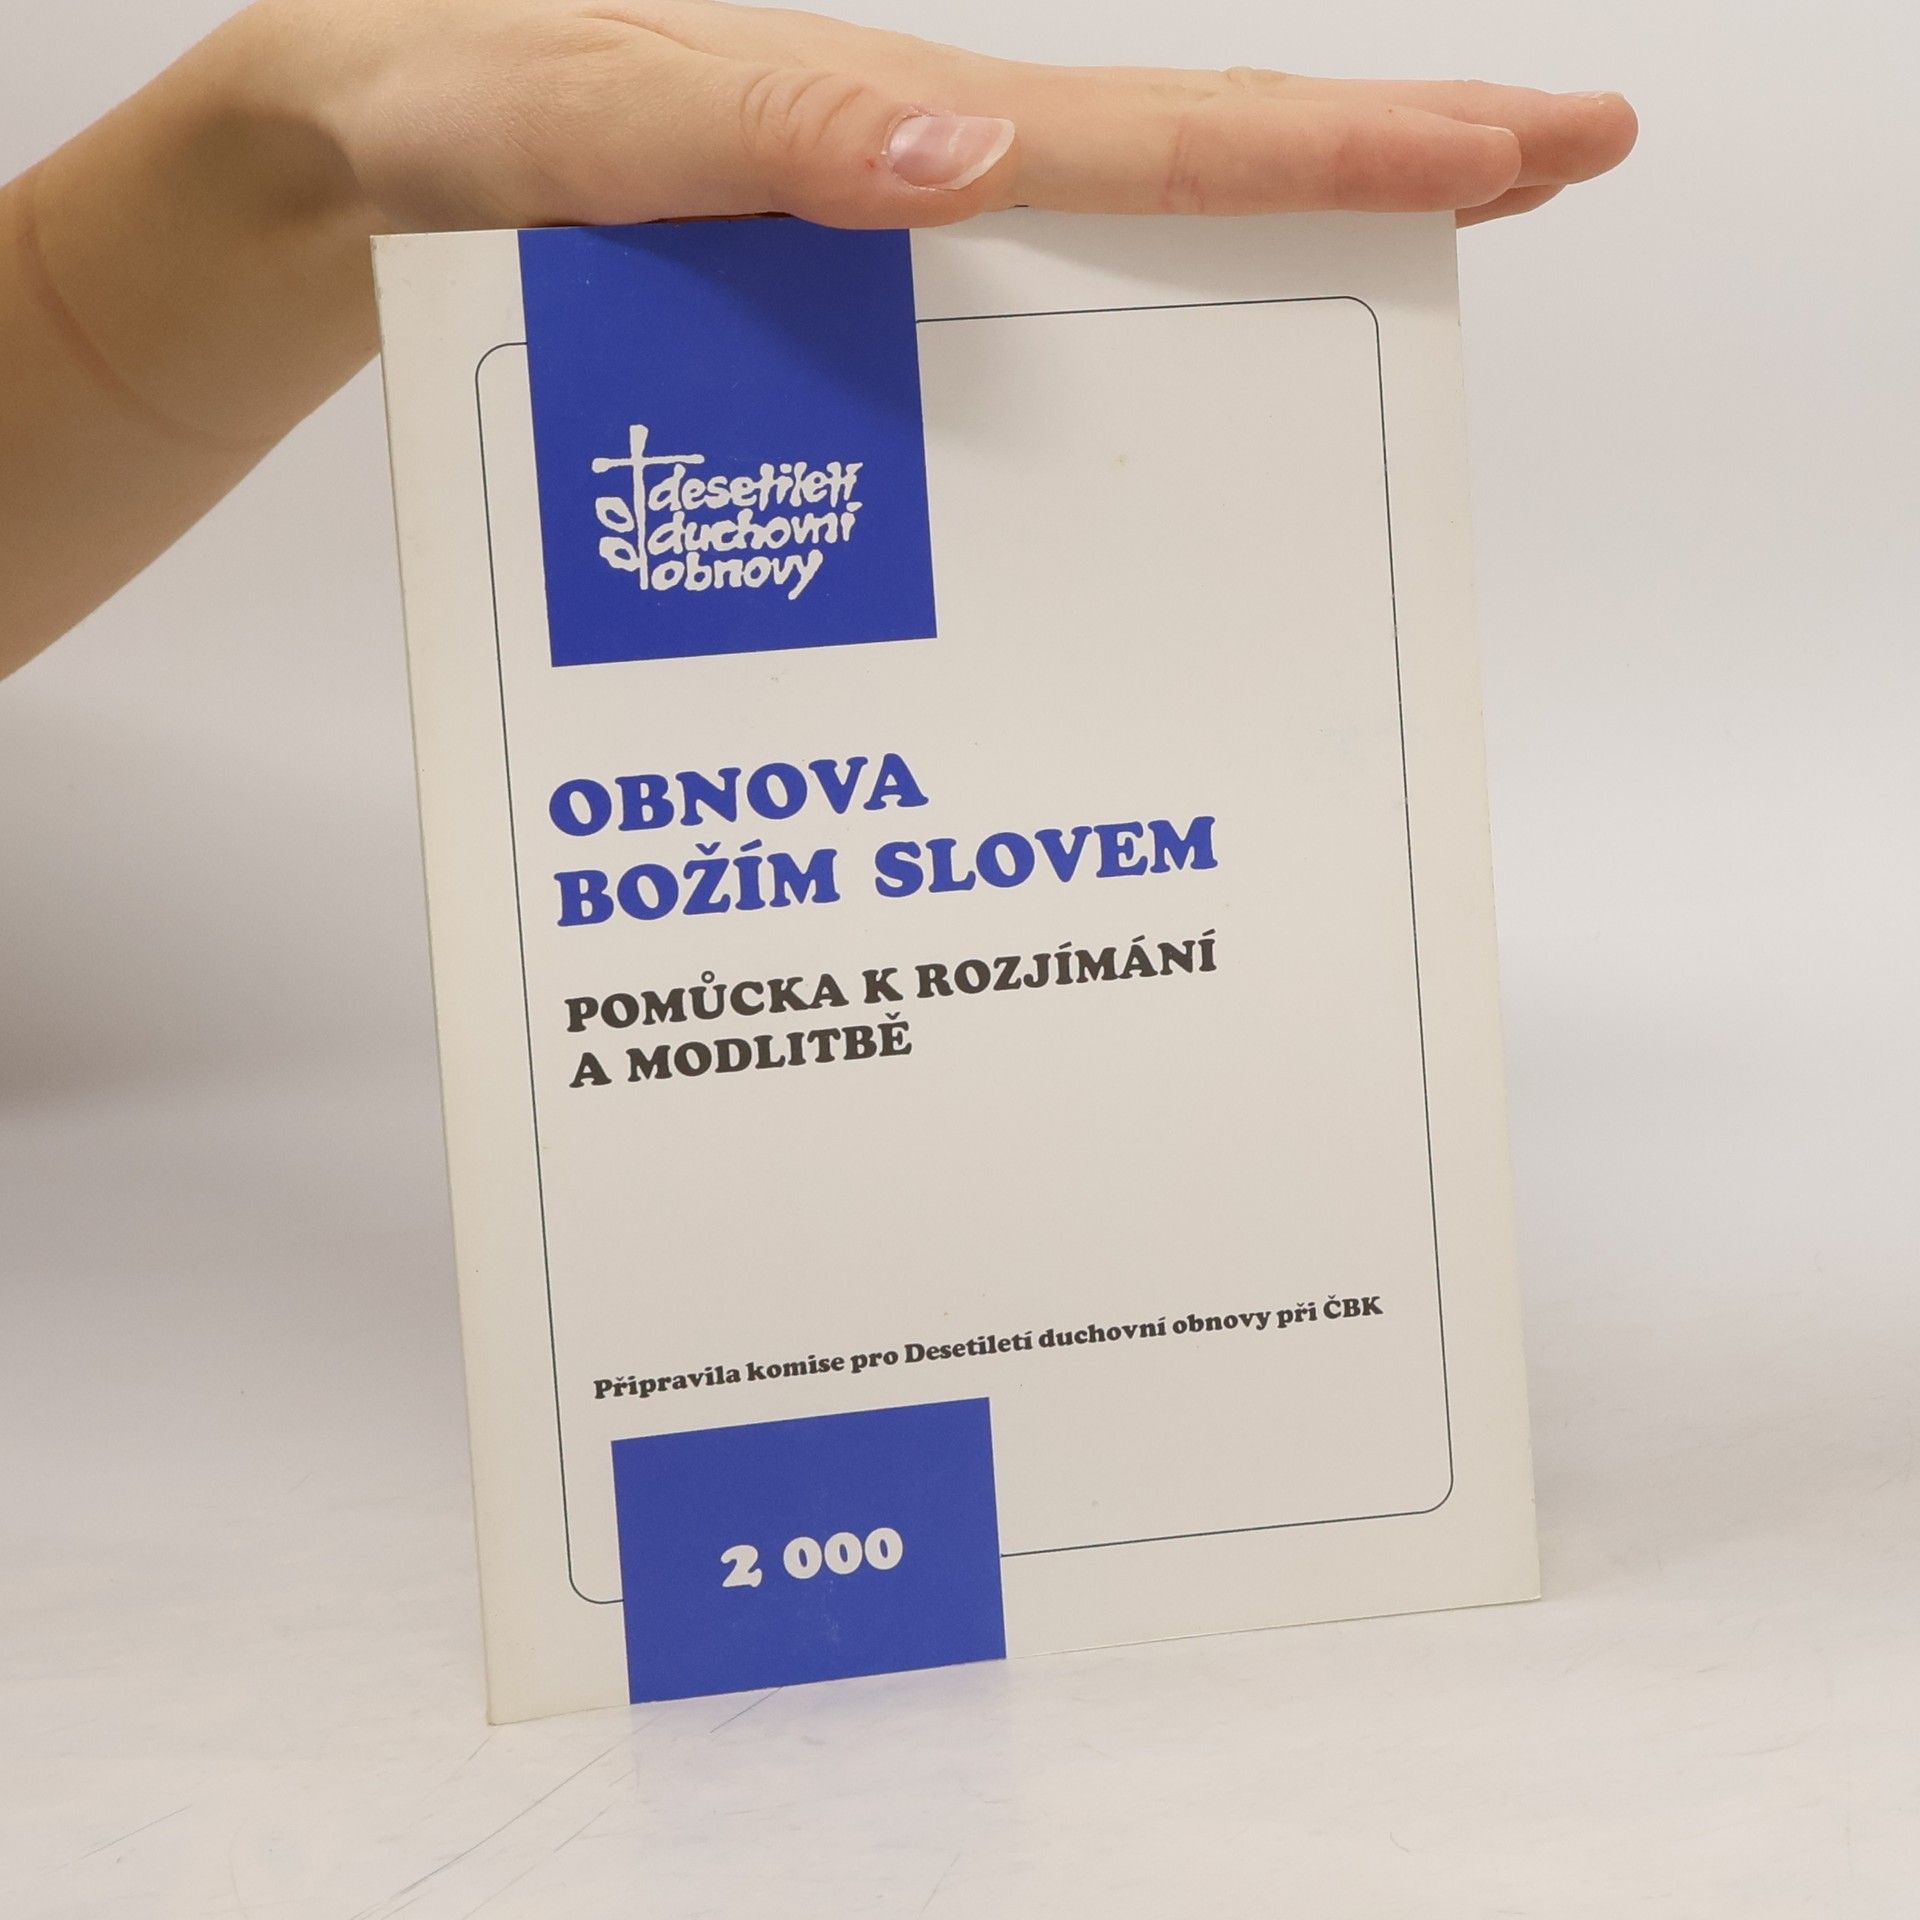 desetiletí
duchovní
obnovy
OBNOVA
BOŽÍM SLOVEM
POMŮCKA K ROZJÍMÁNÍ
A MODLITBĚ
Připravila komise pro Desetiletí duchovní obnovy při ČBK
2 000